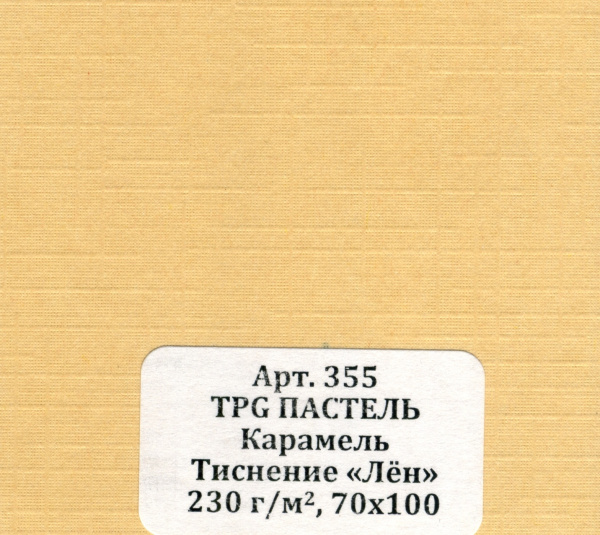 Арт. 355
TPG ПАСТЕЛЬ
Карамель
Тиснение «Лён»
230 г/м², 70х100